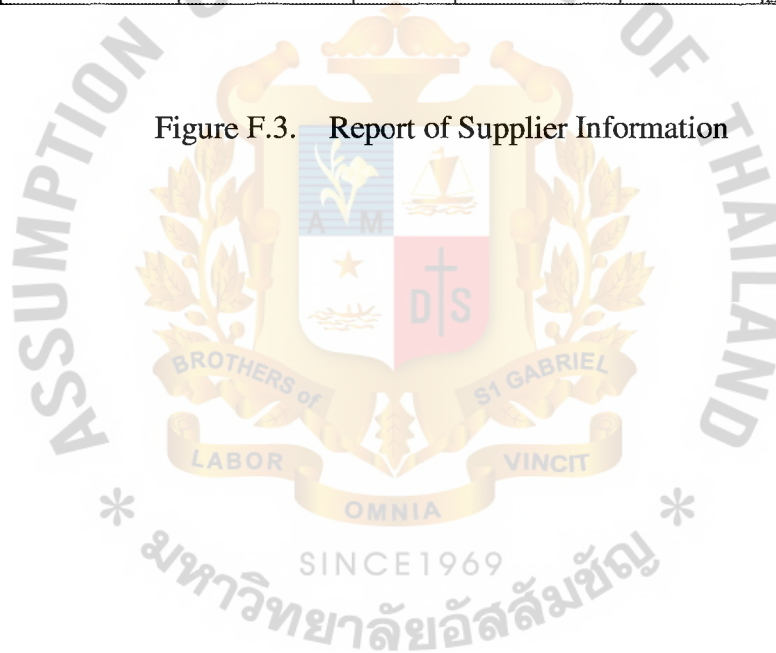 Figure F.3. Report of Supplier Information
ASSUMPTION
OF THAILAND
A M
D S
BROTHERS of
S1 GABRIEL
LABOR
VINCIT
OMNIA
* SINCE1969 *
มหาวิทยาลัยอัสสัมชัญ